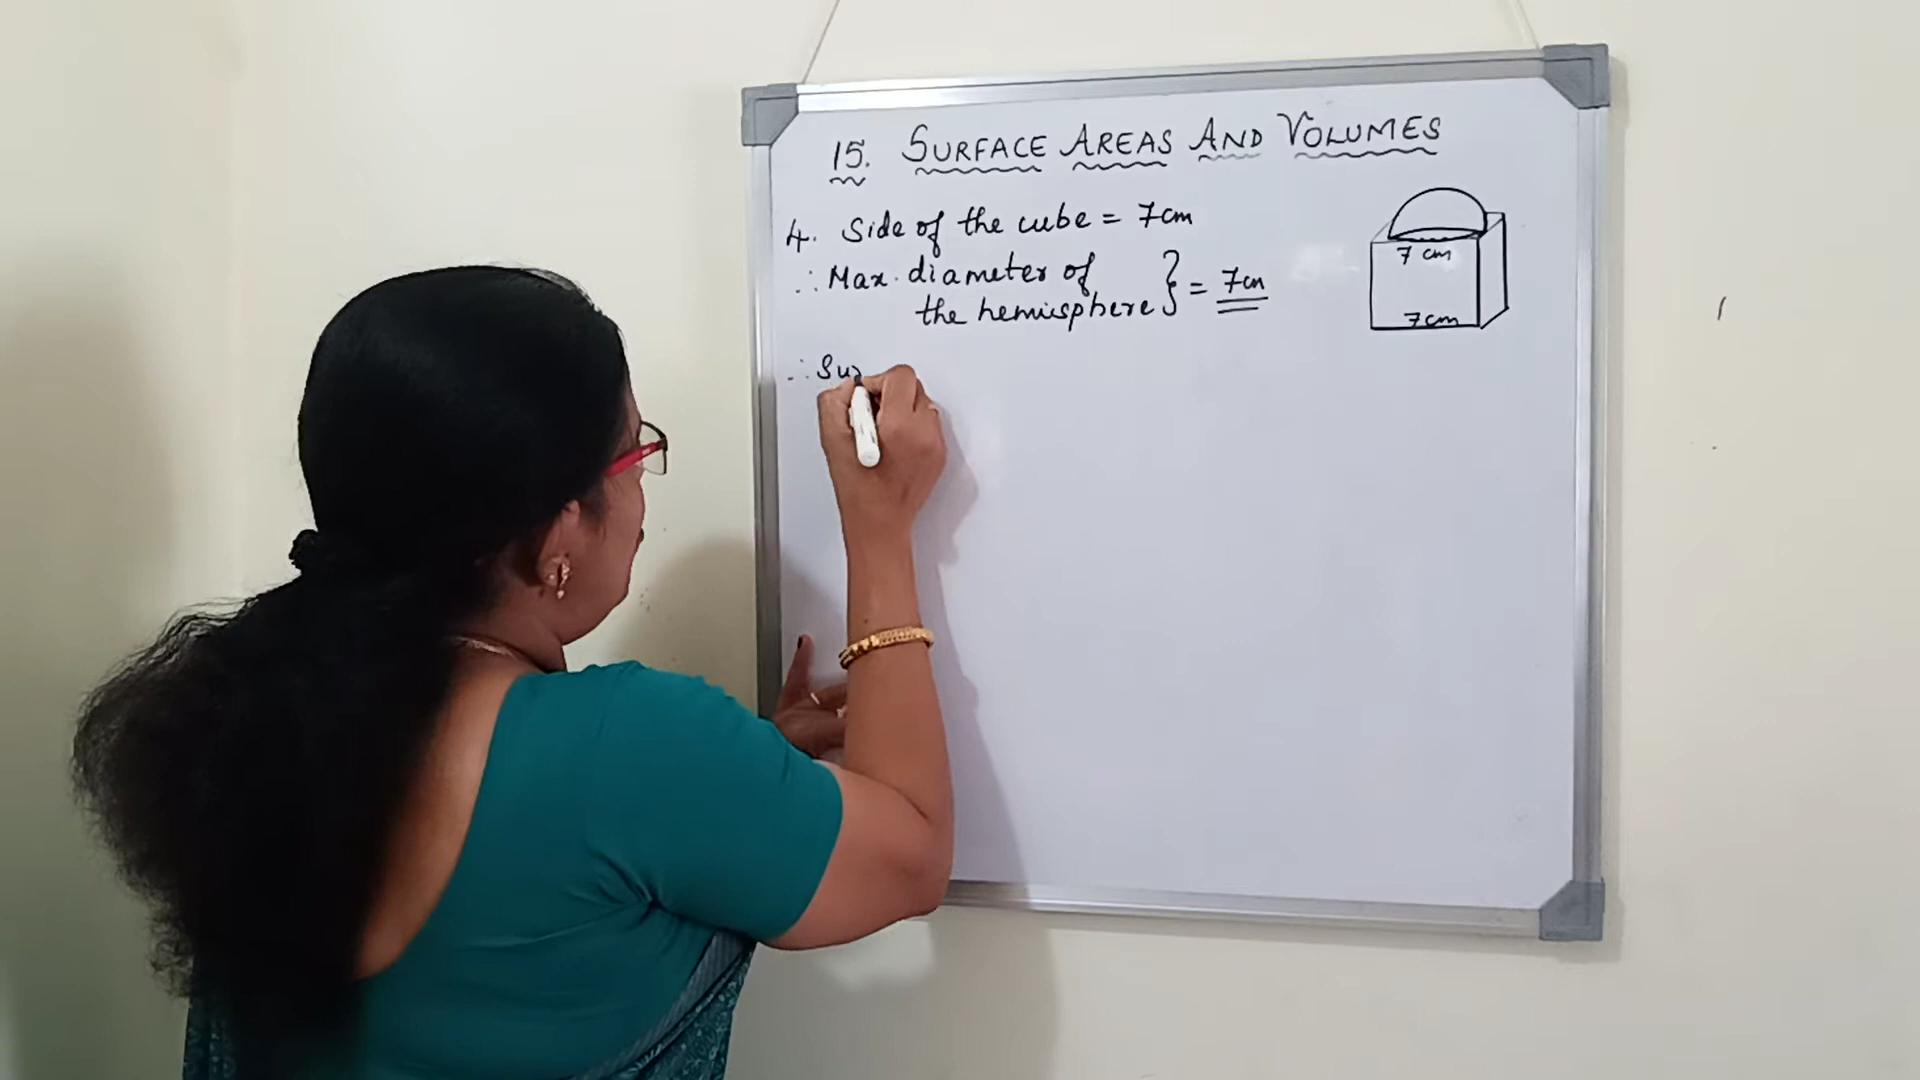 15. SURFACE AREAS AND VOLUMES
4. Side of the cube = 7cm
∴ Max. diameter of
the hemisphere } = 7cm
∴ Sur
7 cm
7cm